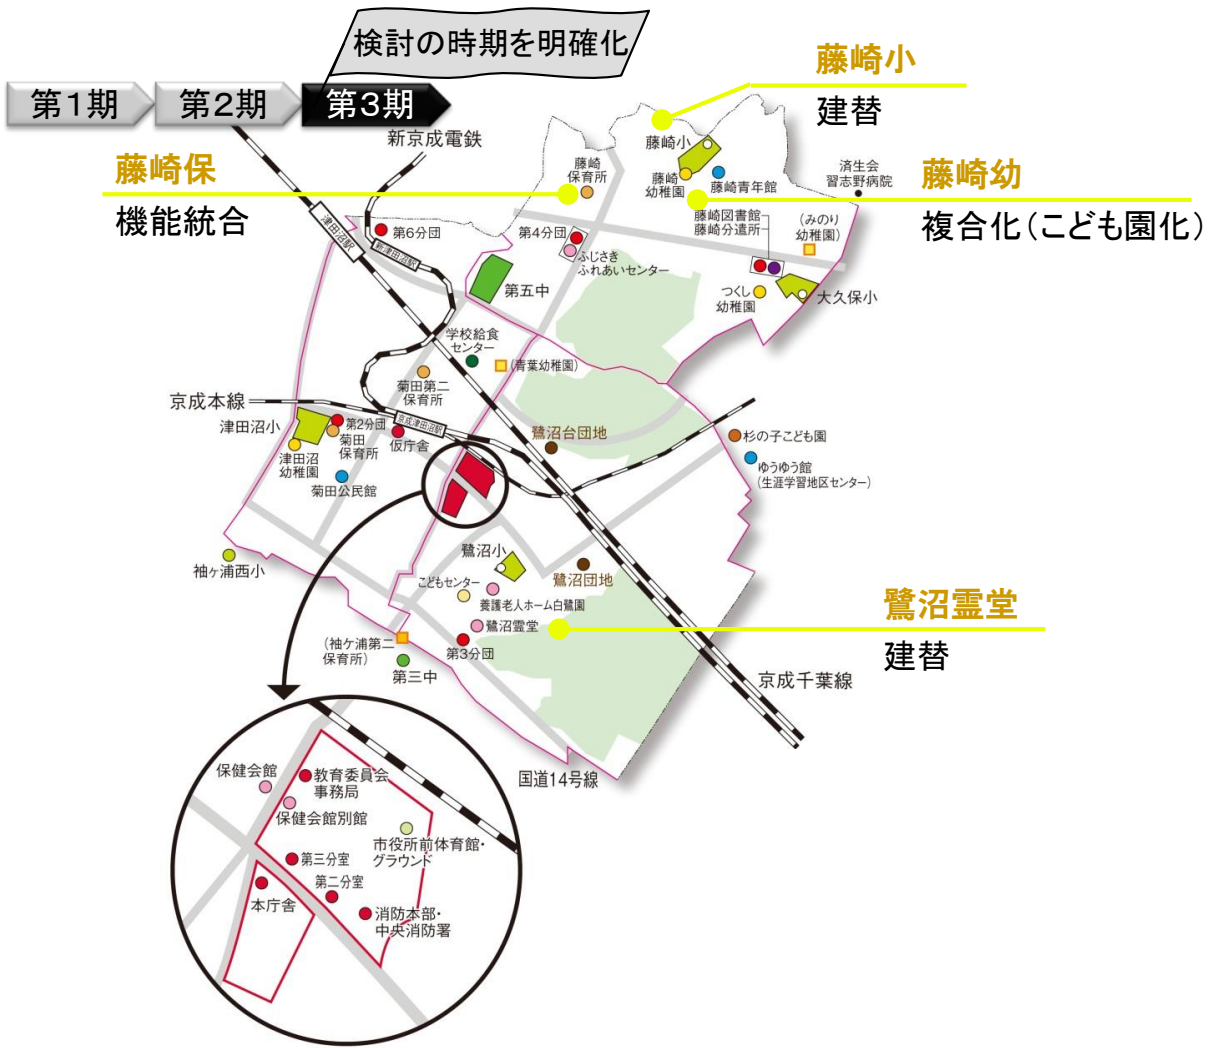 検討の時期を明確化
第1期
第2期
第3期
藤崎小
建替
藤崎保
機能統合
藤崎幼
複合化(こども園化)
鷺沼霊堂
建替
新京成電鉄
藤崎小
藤崎
保育所
藤崎
幼稚園
藤崎青年館
済生会
習志野病院
津田沼駅
新津田沼駅
第6分団
第4分団
ふじさき
ふれあいセンター
藤崎図書館
藤崎分遣所
(みのり
幼稚園)
第五中
つくし
幼稚園
大久保小
学校給食
センター
(青葉幼稚園)
菊田第二
保育所
京成本線
京成津田沼駅
津田沼小
第2分団
菊田
保育所
仮庁舎
津田沼
幼稚園
菊田公民館
鷺沼台団地
杉の子こども園
ゆうゆう館
(生涯学習地区センター)
袖ヶ浦西小
鷺沼小
こどもセンター
養護老人ホーム白鷺園
鷺沼団地
鷺沼霊堂
第3分団
(袖ケ浦第二
保育所)
第三中
京成千葉線
国道14号線
保健会館
教育委員会
事務局
保健会館別館
市役所前体育館・
グラウンド
第三分室
第二分室
本庁舎
消防本部・
中央消防署